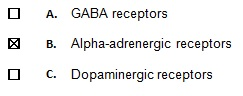 ☐ A. GABA receptors
☒ B. Alpha-adrenergic receptors
☐ C. Dopaminergic receptors